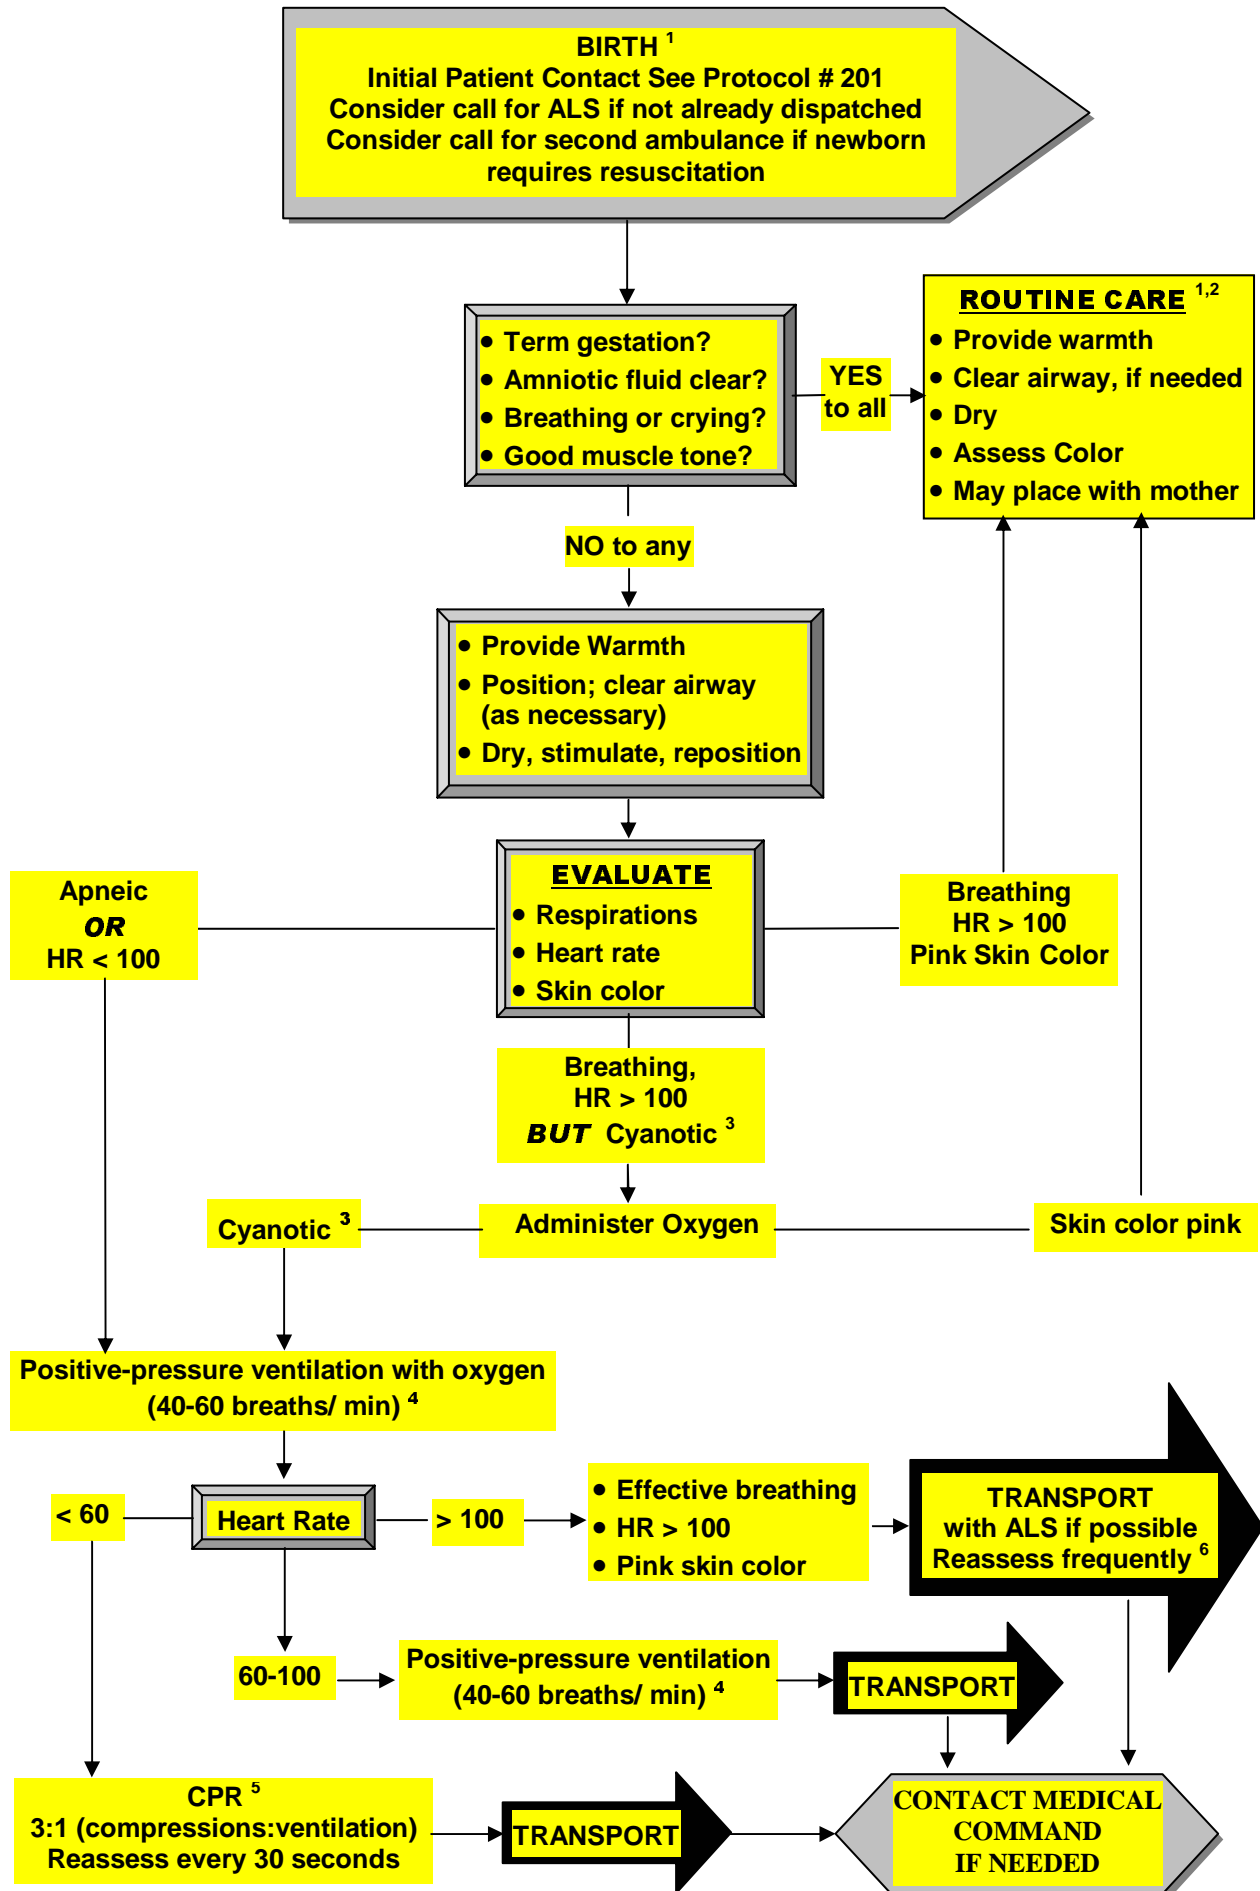 BIRTH 1
Initial Patient Contact See Protocol # 201
Consider call for ALS if not already dispatched
Consider call for second ambulance if newborn
requires resuscitation
• Term gestation?
• Amniotic fluid clear?
• Breathing or crying?
• Good muscle tone?
YES
to all
ROUTINE CARE 1,2
• Provide warmth
• Clear airway, if needed
• Dry
• Assess Color
• May place with mother
NO to any
• Provide Warmth
• Position; clear airway
(as necessary)
• Dry, stimulate, reposition
EVALUATE
• Respirations
• Heart rate
• Skin color
Apneic
OR
HR < 100
Breathing
HR > 100
Pink Skin Color
Breathing,
HR > 100
BUT Cyanotic 3
Cyanotic 3
Administer Oxygen
Skin color pink
Positive-pressure ventilation with oxygen
(40-60 breaths/ min) 4
< 60
Heart Rate
> 100
• Effective breathing
• HR > 100
• Pink skin color
TRANSPORT
with ALS if possible
Reassess frequently 6
60-100
Positive-pressure ventilation
(40-60 breaths/ min) 4
TRANSPORT
CPR 5
3:1 (compressions:ventilation)
Reassess every 30 seconds
TRANSPORT
CONTACT MEDICAL
COMMAND
IF NEEDED